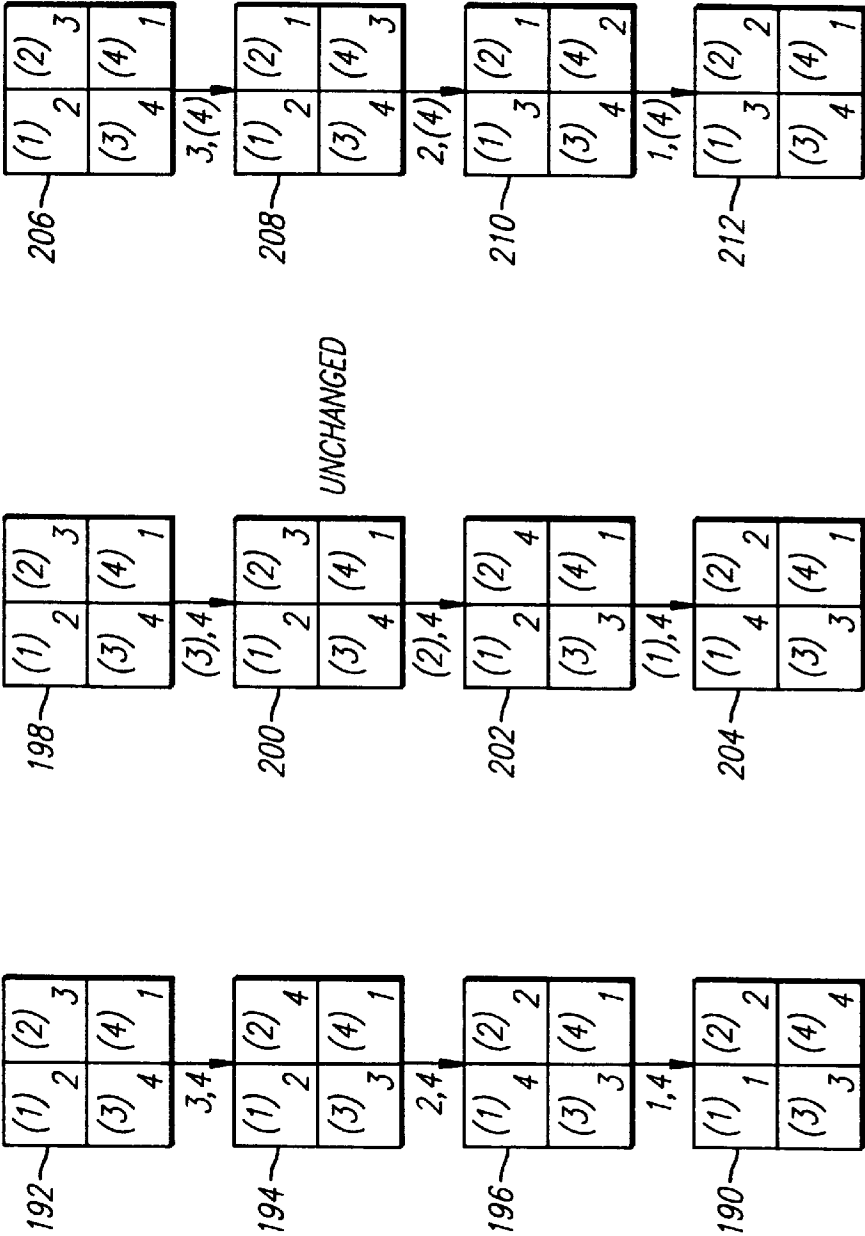 192
(1) 2 (2) 3
(3) 4 (4) 1
3,4
194
(1) 2 (2) 4
(3) 3 (4) 1
2,4
196
(1) 4 (2) 2
(3) 3 (4) 1
1,4
190
(1) 1 (2) 2
(3) 3 (4) 4
198
(1) 2 (2) 3
(3) 4 (4) 1
(3),4
200
(1) 2 (2) 3
(3) 4 (4) 1
UNCHANGED
(2),4
202
(1) 2 (2) 4
(3) 3 (4) 1
(1),4
204
(1) 4 (2) 2
(3) 3 (4) 1
206
(1) 2 (2) 3
(3) 4 (4) 1
3,(4)
208
(1) 2 (2) 1
(3) 4 (4) 3
2,(4)
210
(1) 3 (2) 1
(3) 4 (4) 2
1,(4)
212
(1) 3 (2) 2
(3) 4 (4) 1